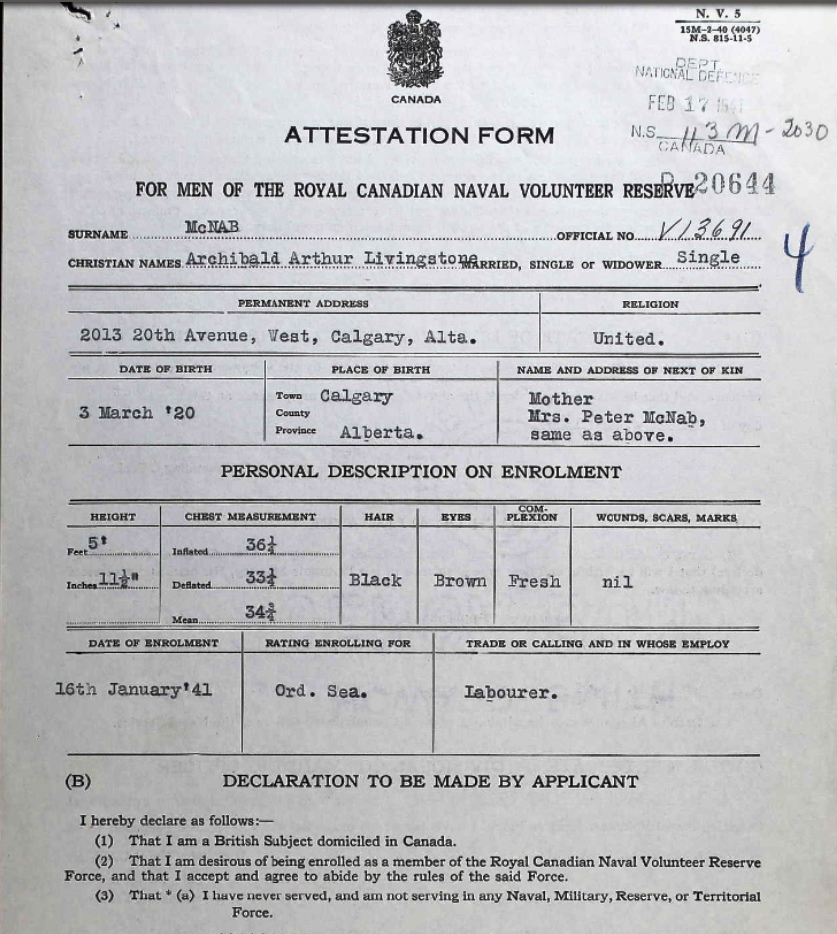 N. V. 5
15M-2-40 (4047)
N.S. 815-11-5
DEPT.
NATIONAL DEFENCE
FEB 17 1941
N.S. 113 M-2030
CANADA
CANADA
ATTESTATION FORM
FOR MEN OF THE ROYAL CANADIAN NAVAL VOLUNTEER RESERVE 20644
SURNAME McNAB OFFICIAL NO. V13691
4
CHRISTIAN NAMES Archibald Arthur Livingstone MARRIED, SINGLE or WIDOWER Single
PERMANENT ADDRESS RELIGION
2013 20th Avenue, West, Calgary, Alta. United.
DATE OF BIRTH PLACE OF BIRTH NAME AND ADDRESS OF NEXT OF KIN
3 March '20 Town Calgary Mother
County Mrs. Peter McNab,
Province Alberta. same as above.
PERSONAL DESCRIPTION ON ENROLMENT
HEIGHT CHEST MEASUREMENT HAIR EYES COM-PLEXION WOUNDS, SCARS, MARKS
Feet 5' Inflated 36¼
Inches 11½" Deflated 33¼ Black Brown Fresh nil
Mean 34¾
DATE OF ENROLMENT RATING ENROLLING FOR TRADE OR CALLING AND IN WHOSE EMPLOY
16th January'41 Ord. Sea. Labourer.
(B) DECLARATION TO BE MADE BY APPLICANT
I hereby declare as follows:—
(1) That I am a British Subject domiciled in Canada.
(2) That I am desirous of being enrolled as a member of the Royal Canadian Naval Volunteer Reserve
Force, and that I accept and agree to abide by the rules of the said Force.
(3) That * (a) I have never served, and am not serving in any Naval, Military, Reserve, or Territorial
Force.